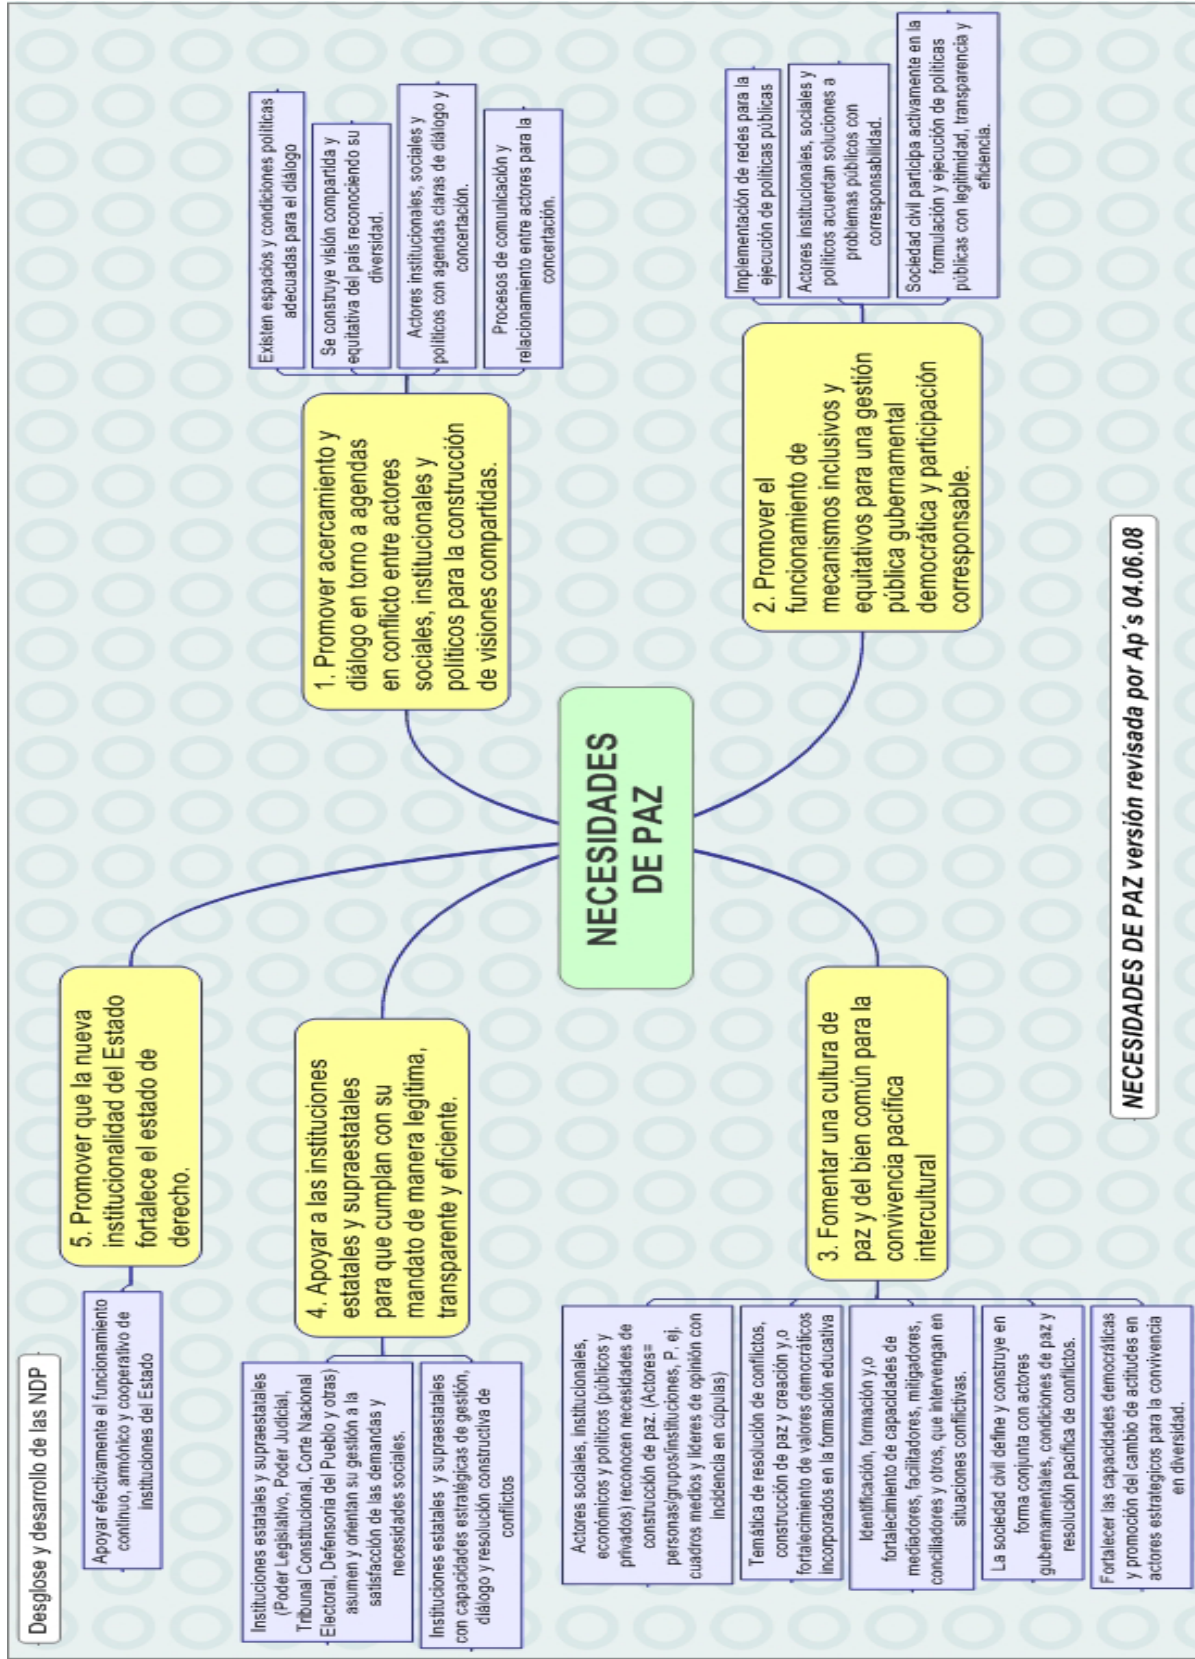 Desglose y desarrollo de las NDP
Apoyar efectivamente el funcionamiento
continuo, armónico y cooperativo de
instituciones del Estado
5. Promover que la nueva
institucionalidad del Estado
fortalece el estado de
derecho.
Instituciones estatales y supraestatales
(Poder Legislativo, Poder Judicial,
Tribunal Constitucional, Corte Nacional
Electoral, Defensoría del Pueblo y otras)
asumen y orientan su gestión a la
satisfacción de las demandas y
necesidades sociales.
Instituciones estatales y supraestatales
con capacidades estratégicas de gestión,
diálogo y resolución constructiva de
conflictos
4. Apoyar a las instituciones
estatales y supraestatales
para que cumplan con su
mandato de manera legítima,
transparente y eficiente.
Actores sociales, institucionales,
económicos y políticos (públicos y
privados) reconocen necesidades de
construcción de paz. (Actores=
personas/grupos/instituciones, P, ej,
cuadros medios y líderes de opinión con
incidencia en cúpulas)
Temática de resolución de conflictos,
construcción de paz y creación y,o
fortalecimiento de valores democráticos
incorporados en la formación educativa
Identificación, formación y,o
fortalecimiento de capacidades de
mediadores, facilitadores, mitigadores,
conciliadores y otros, que intervengan en
situaciones conflictivas.
La sociedad civil define y construye en
forma conjunta con actores
gubernamentales, condiciones de paz y
resolución pacífica de conflictos.
Fortalecer las capacidades democráticas
y promoción del cambio de actitudes en
actores estrategicos para la convivencia
en diversidad.
3. Fomentar una cultura de
paz y del bien común para la
convivencia pacífica
intercultural
NECESIDADES
DE PAZ
1. Promover acercamiento y
diálogo en torno a agendas
en conflicto entre actores
sociales, institucionales y
políticos para la construcción
de visiones compartidas.
Existen espacios y condiciones políticas
adecuadas para el diálogo
Se construye visión compartida y
equitativa del país reconociendo su
diversidad.
Actores institucionales, sociales y
políticos con agendas claras de diálogo y
concertación.
Procesos de comunicación y
relacionamiento entre actores para la
concertación.
2. Promover el
funcionamiento de
mecanismos inclusivos y
equitativos para una gestión
pública gubernamental
democrática y participación
corresponsable.
Implementación de redes para la
ejecución de políticas públicas
Actores institucionales, sociales y
políticos acuerdan soluciones a
problemas públicos con
corresponsabilidad.
Sociedad civil participa activamente en la
formulación y ejecución de políticas
públicas con legitimidad, transparencia y
eficiencia.
NECESIDADES DE PAZ versión revisada por Ap´s 04.06.08